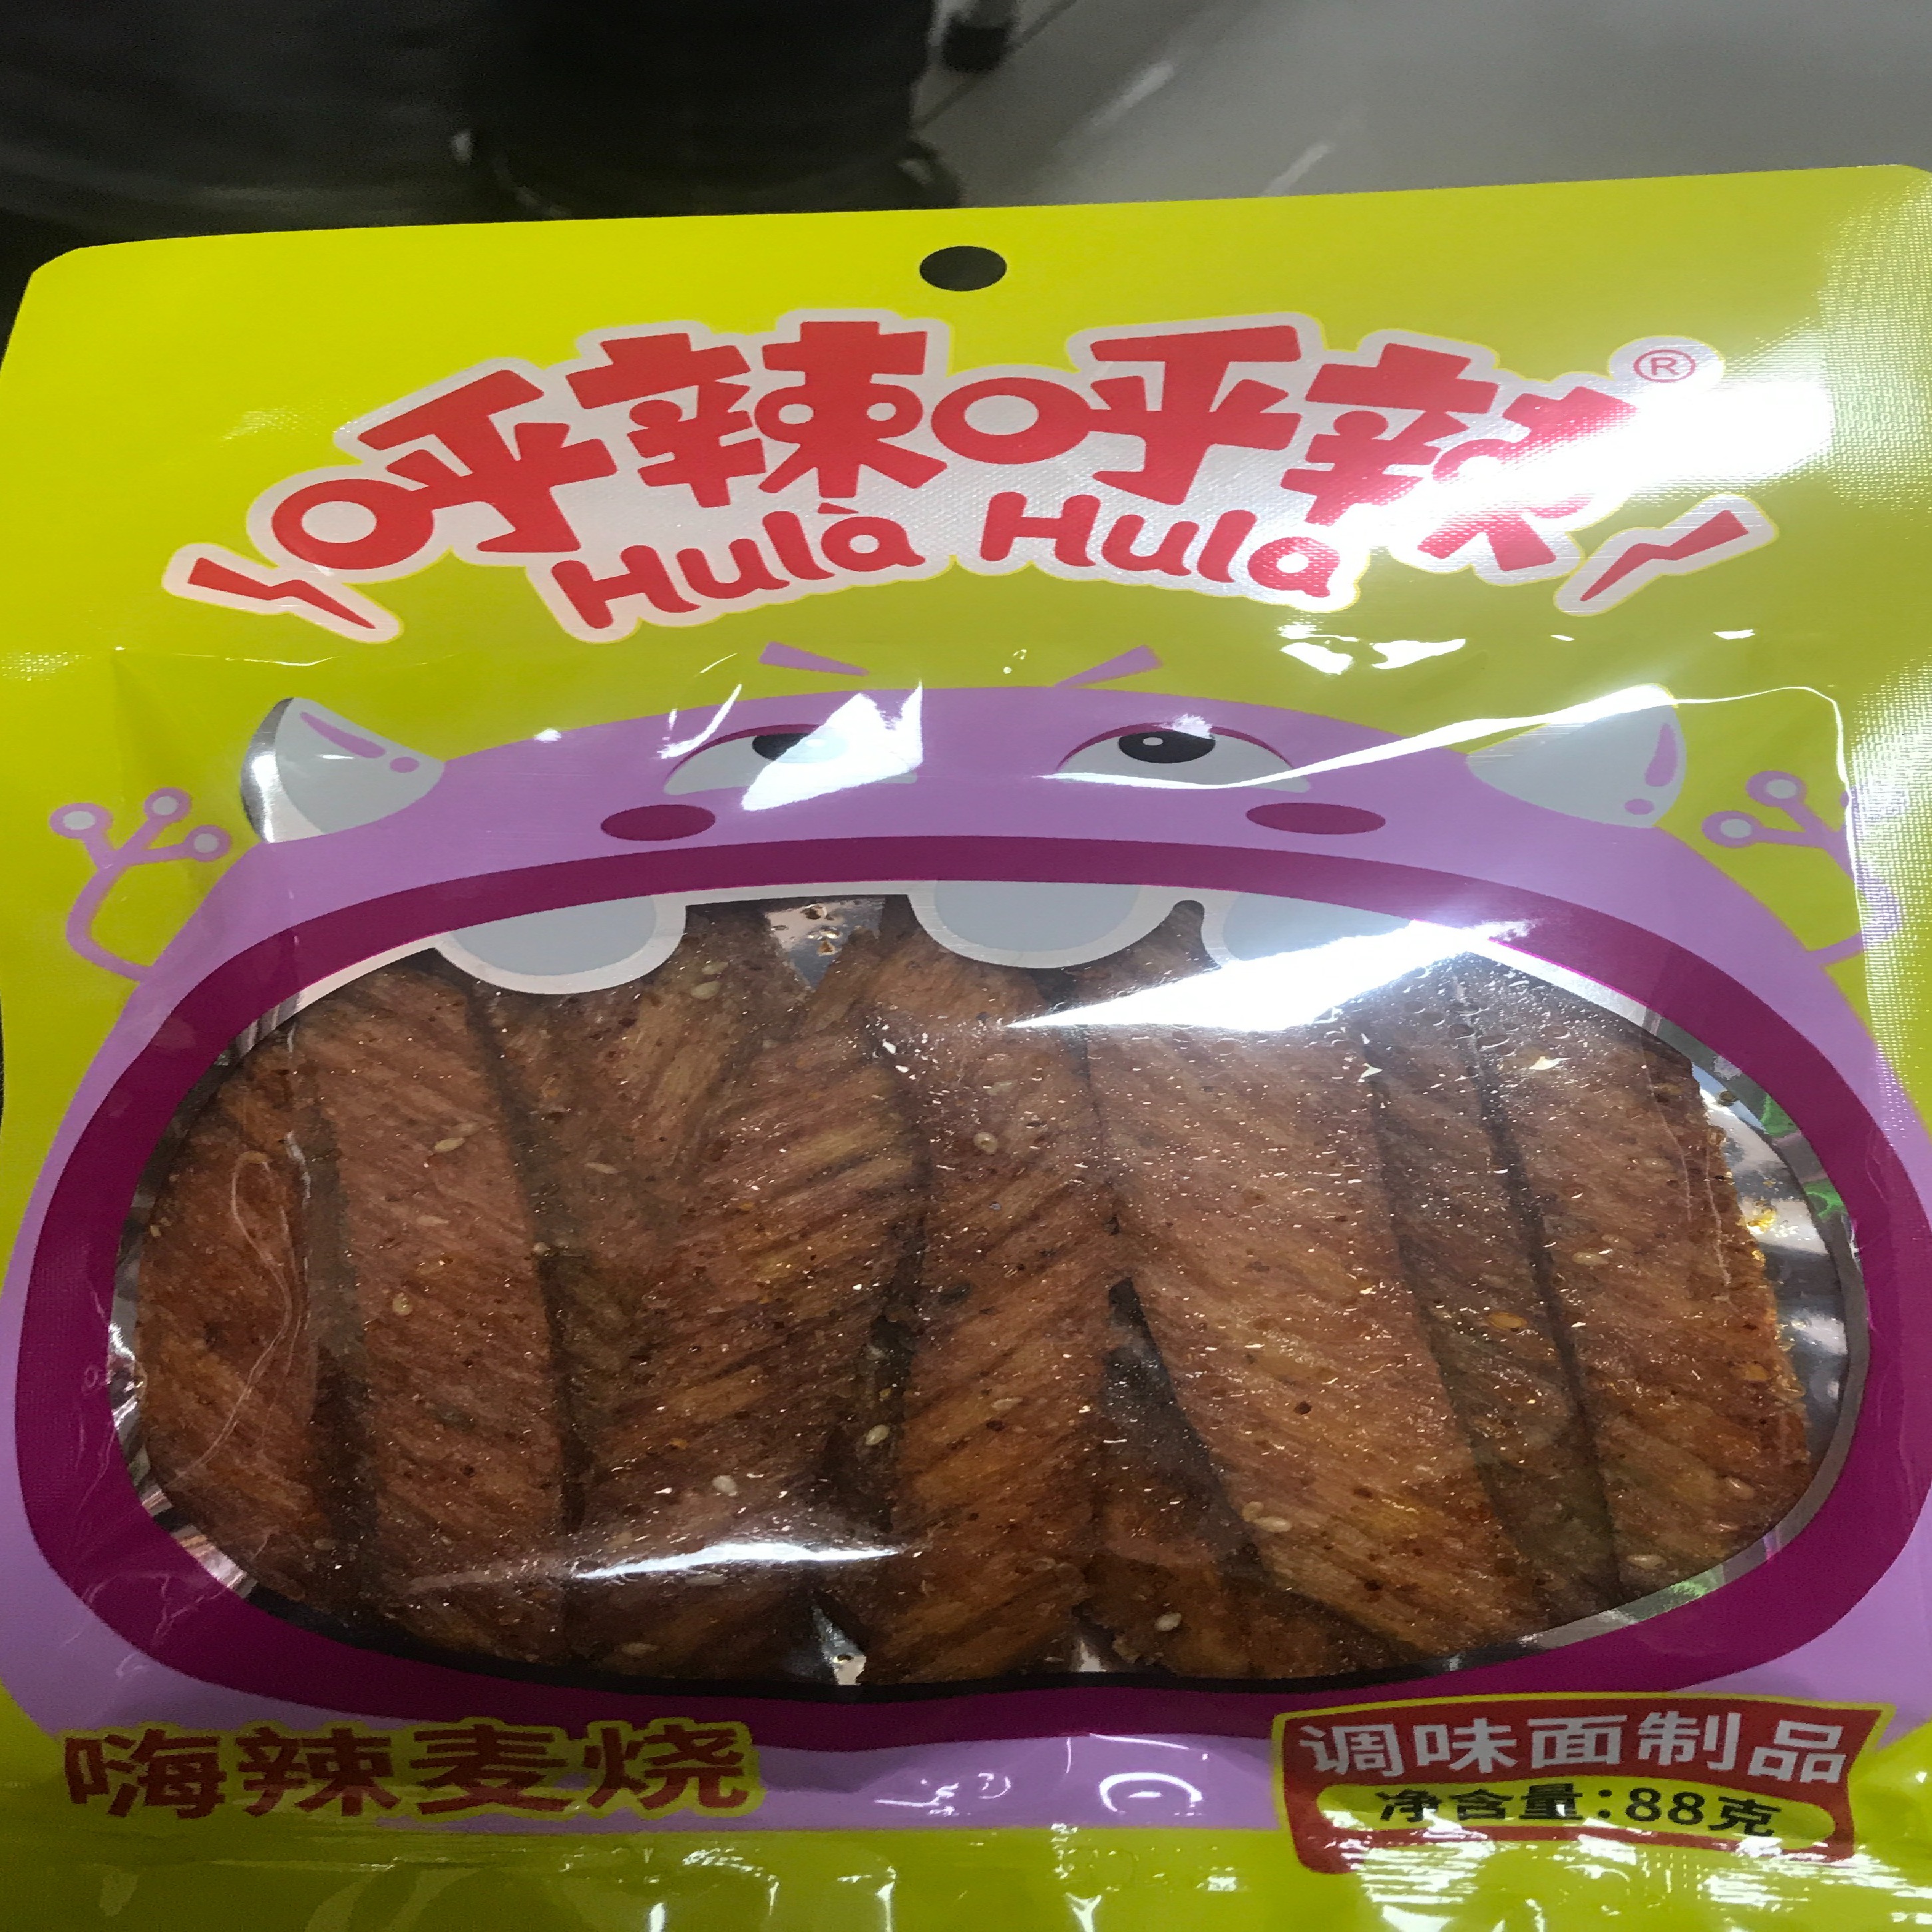 呼辣呼辣®
Hulà Hula
嗨辣麦烧
调味面制品
净含量:88克